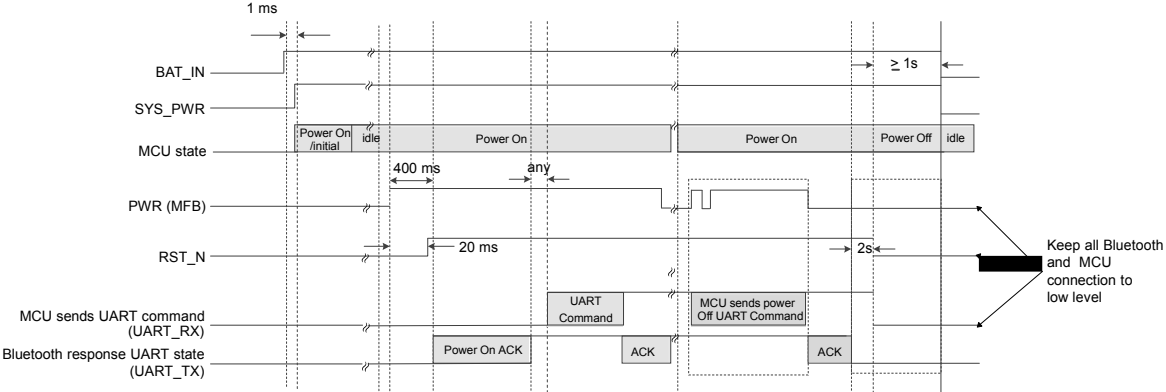 1 ms
BAT_IN
≥ 1s
SYS_PWR
MCU state
Power On
/initial
idle
Power On
Power On
Power Off
idle
400 ms
any
PWR (MFB)
RST_N
20 ms
2s
Keep all Bluetooth
and MCU
connection to
low level
MCU sends UART command
(UART_RX)
UART
Command
MCU sends power
Off UART Command
Bluetooth response UART state
(UART_TX)
Power On ACK
ACK
ACK